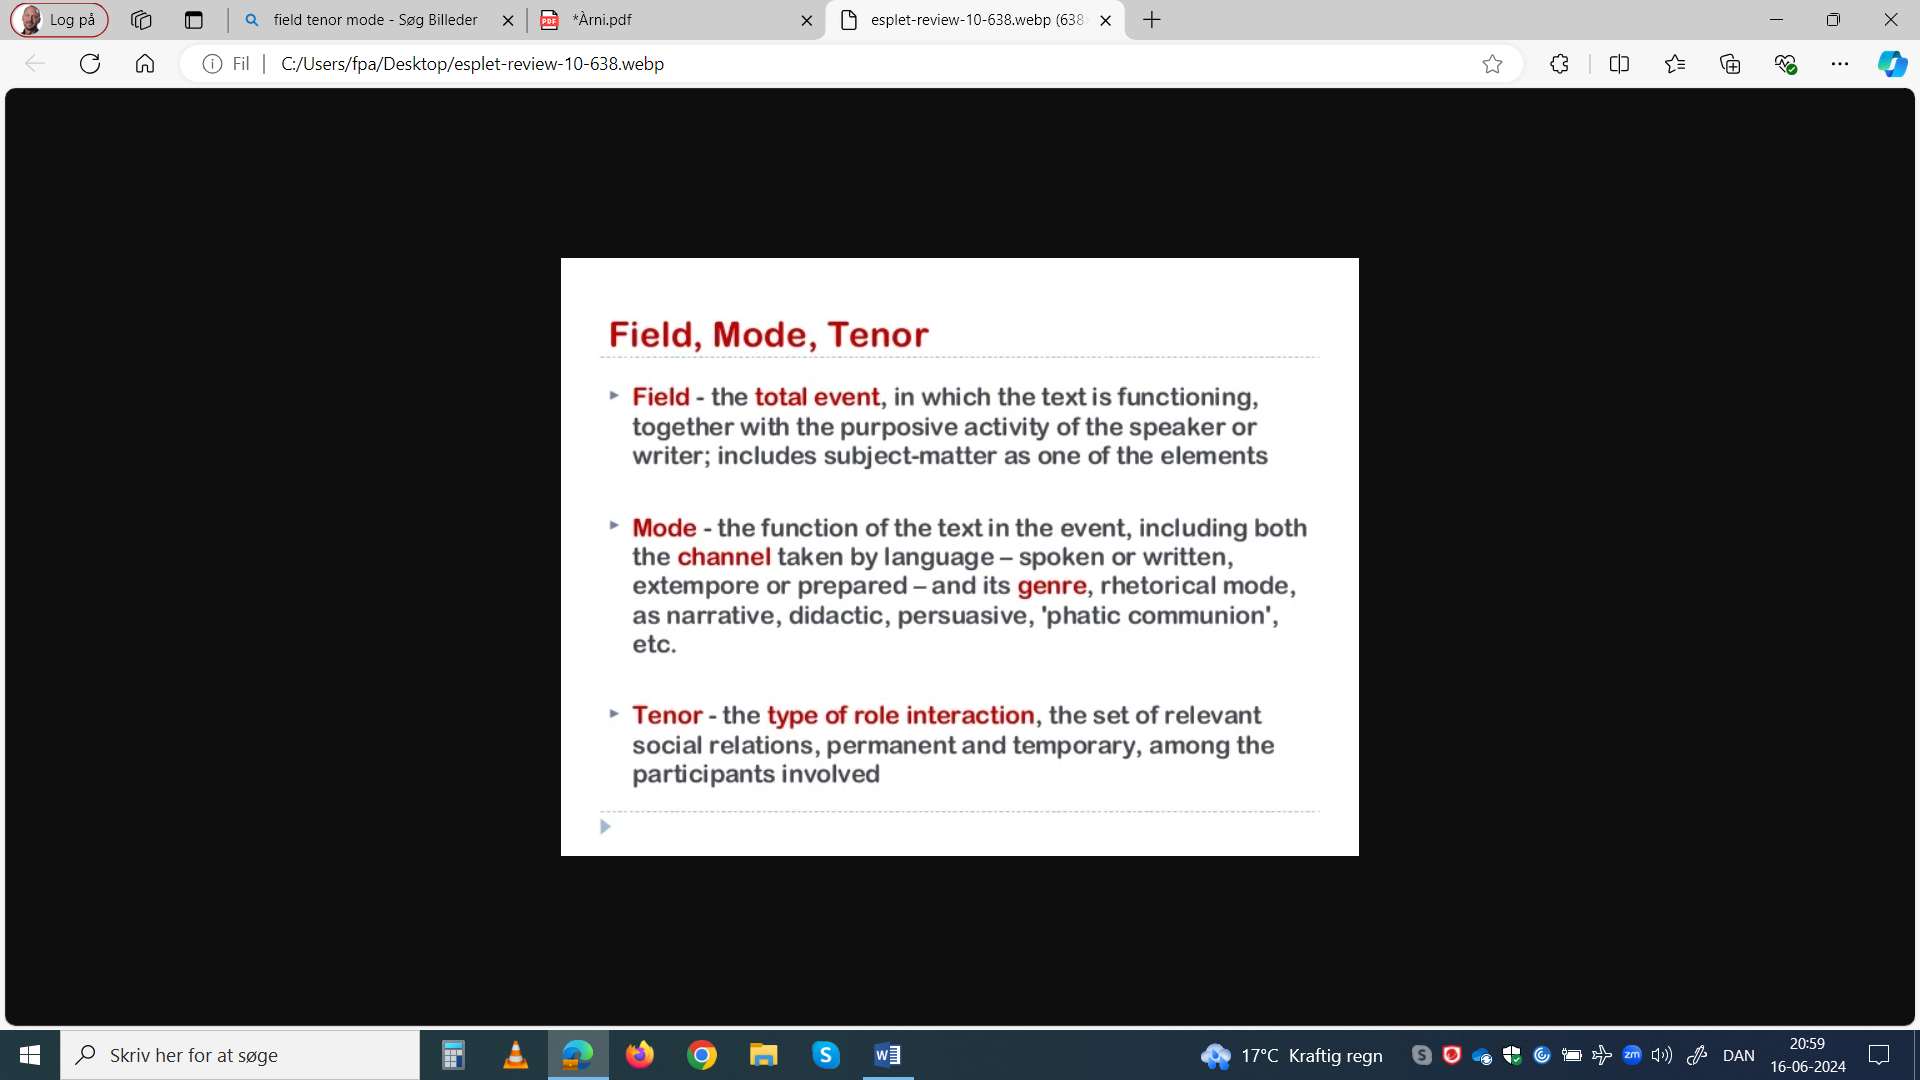 Log på
field tenor mode - Søg Billeder
*Àrni.pdf
esplet-review-10-638.webp (638
Fil
C:/Users/fpa/Desktop/esplet-review-10-638.webp
Field, Mode, Tenor
Field - the total event, in which the text is functioning,
together with the purposive activity of the speaker or
writer; includes subject-matter as one of the elements
Mode - the function of the text in the event, including both
the channel taken by language – spoken or written,
extempore or prepared – and its genre, rhetorical mode,
as narrative, didactic, persuasive, 'phatic communion',
etc.
Tenor - the type of role interaction, the set of relevant
social relations, permanent and temporary, among the
participants involved
Skriv her for at søge
17°C Kraftig regn
DAN
20:59
16-06-2024